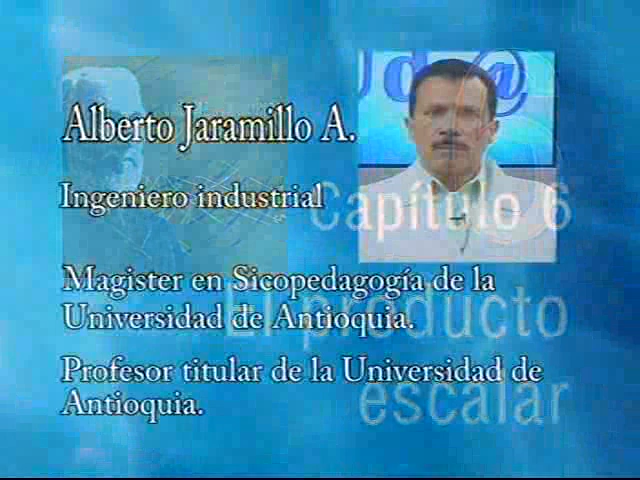 Alberto Jaramillo A.
Ingeniero industrial
Magister en Sicopedagogía de la
Universidad de Antioquia.
Profesor titular de la Universidad de
Antioquia.
Capítulo 6
El producto
escalar